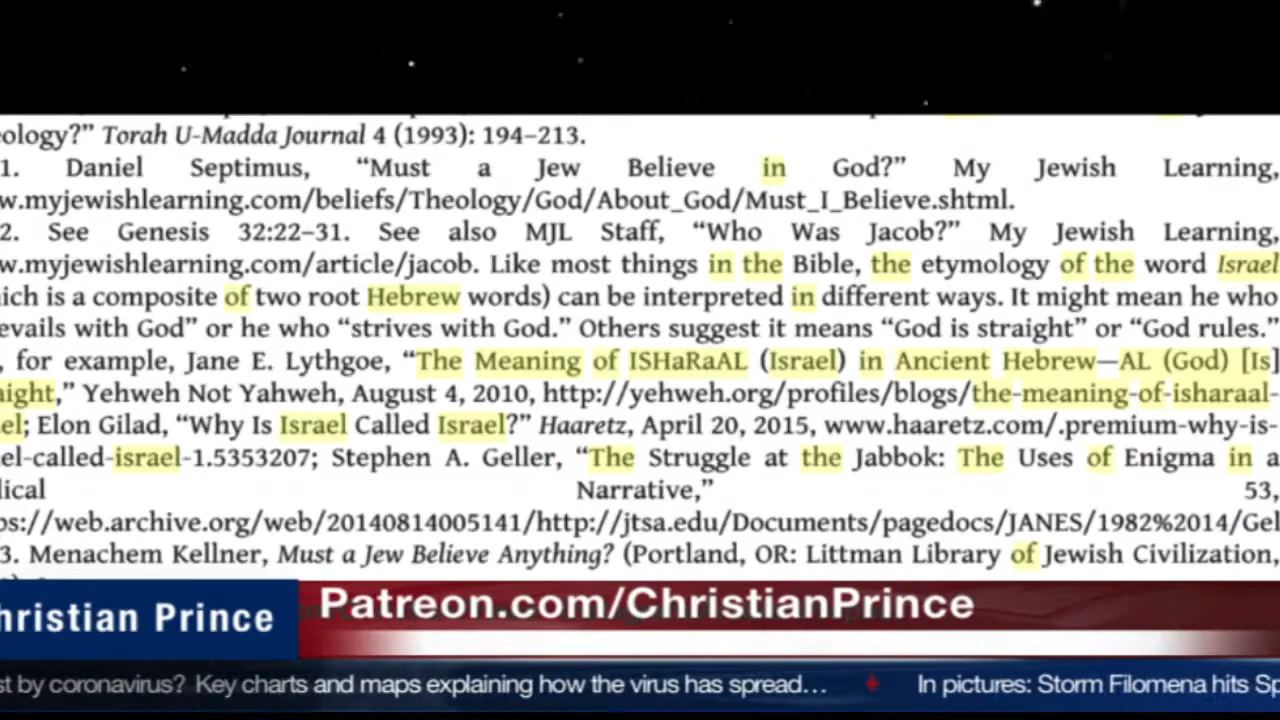 ology?” Torah U-Madda Journal 4 (1993): 194–213.
1. Daniel Septimus, “Must a Jew Believe in God?” My Jewish Learning,
w.myjewishlearning.com/beliefs/Theology/God/About_God/Must_I_Believe.shtml.
2. See Genesis 32:22–31. See also MJL Staff, “Who Was Jacob?” My Jewish Learning,
w.myjewishlearning.com/article/jacob. Like most things in the Bible, the etymology of the word Israel
ich is a composite of two root Hebrew words) can be interpreted in different ways. It might mean he who
evails with God” or he who “strives with God.” Others suggest it means “God is straight” or “God rules.”
, for example, Jane E. Lythgoe, “The Meaning of ISHaRaAL (Israel) in Ancient Hebrew—AL (God) [Is]
aight,” Yehweh Not Yahweh, August 4, 2010, http://yehweh.org/profiles/blogs/the-meaning-of-isharaal-
el; Elon Gilad, “Why Is Israel Called Israel?” Haaretz, April 20, 2015, www.haaretz.com/.premium-why-is-
el-called-israel-1.5353207; Stephen A. Geller, “The Struggle at the Jabbok: The Uses of Enigma in a
lical Narrative,” 53,
ps://web.archive.org/web/20140814005141/http://jtsa.edu/Documents/pagedocs/JANES/1982%2014/Gel
3. Menachem Kellner, Must a Jew Believe Anything? (Portland, OR: Littman Library of Jewish Civilization,
hristian Prince
Patreon.com/ChristianPrince
st by coronavirus? Key charts and maps explaining how the virus has spread... In pictures: Storm Filomena hits Sp